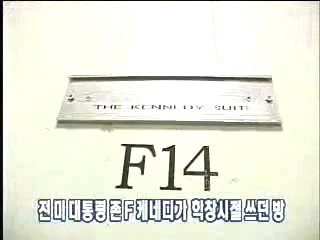 THE KENNEDY SUITE
F14
전 미 대통령 존 F 케네디가 학창시절 쓰던 방